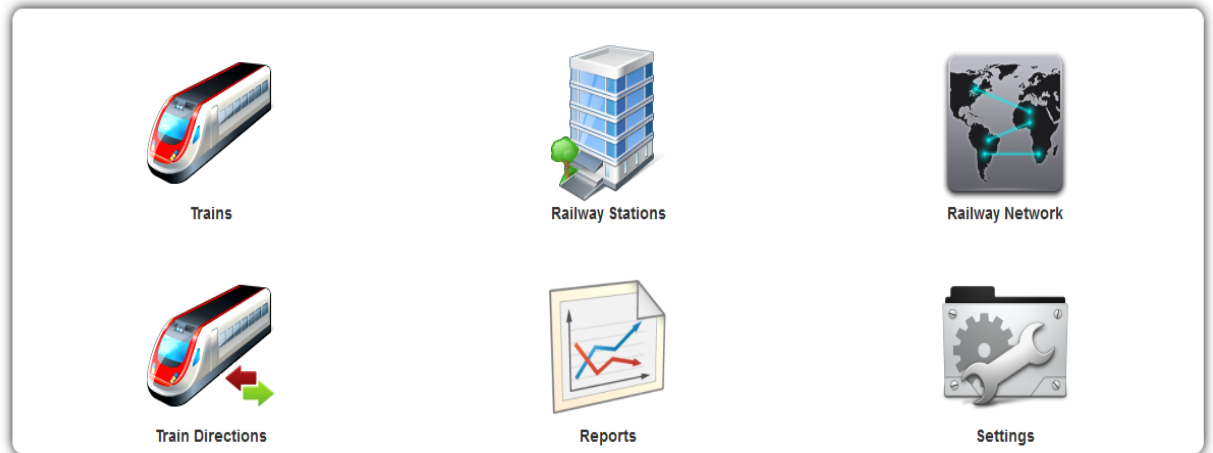 Trains
Railway Stations
Railway Network
Train Directions
Reports
Settings